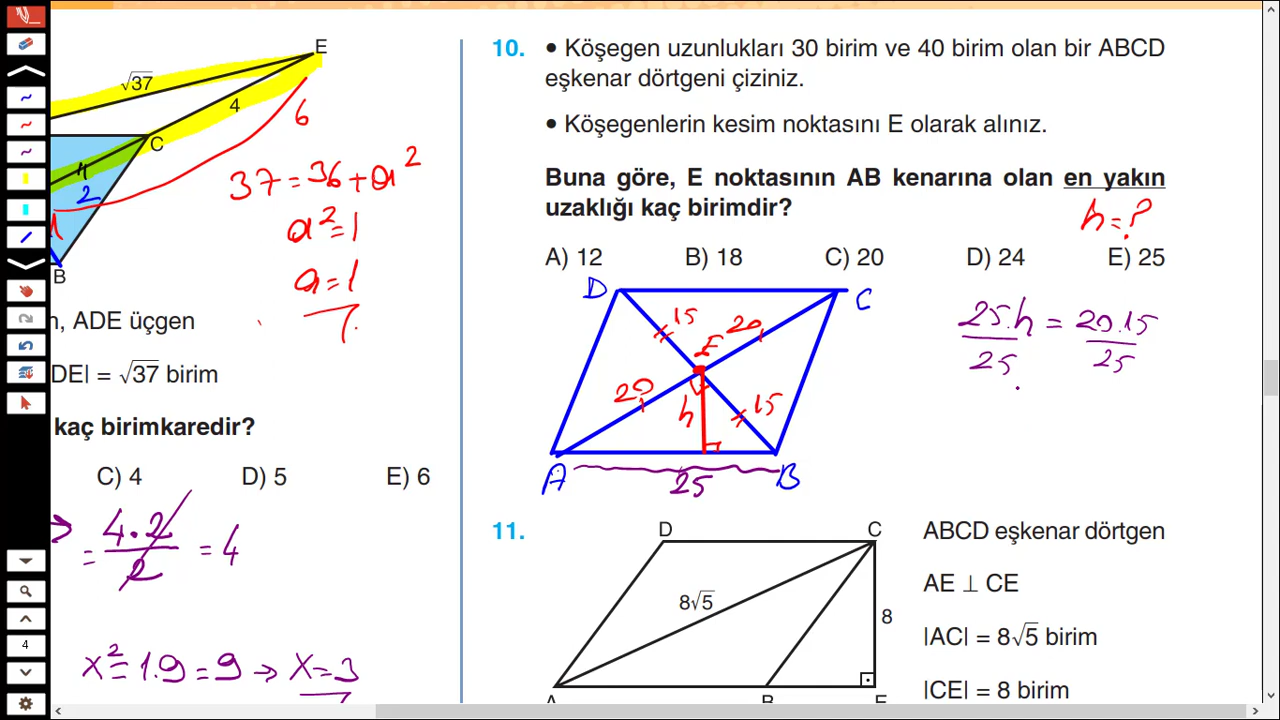 E
√37
4
6
C
4
2
B
37 = 36 + a²
a² = 1
a = 1
n, ADE üçgen
DE| = √37 birim
kaç birimkaredir?
C) 4 D) 5 E) 6
= 4.2 / 2 = 4
x² = 1.9 = 9 → x = 3
4
10. • Köşegen uzunlukları 30 birim ve 40 birim olan bir ABCD
eşkenar dörtgeni çiziniz.
• Köşegenlerin kesim noktasını E olarak alınız.
Buna göre, E noktasının AB kenarına olan en yakın
uzaklığı kaç birimdir?
h = ?
A) 12 B) 18 C) 20 D) 24 E) 25
D C
15 20
E
20 h 15
A 25 B
25.h / 25 = 20.15 / 25
11.
D C
8√5
8
A B E
ABCD eşkenar dörtgen
AE ⊥ CE
|AC| = 8√5 birim
|CE| = 8 birim